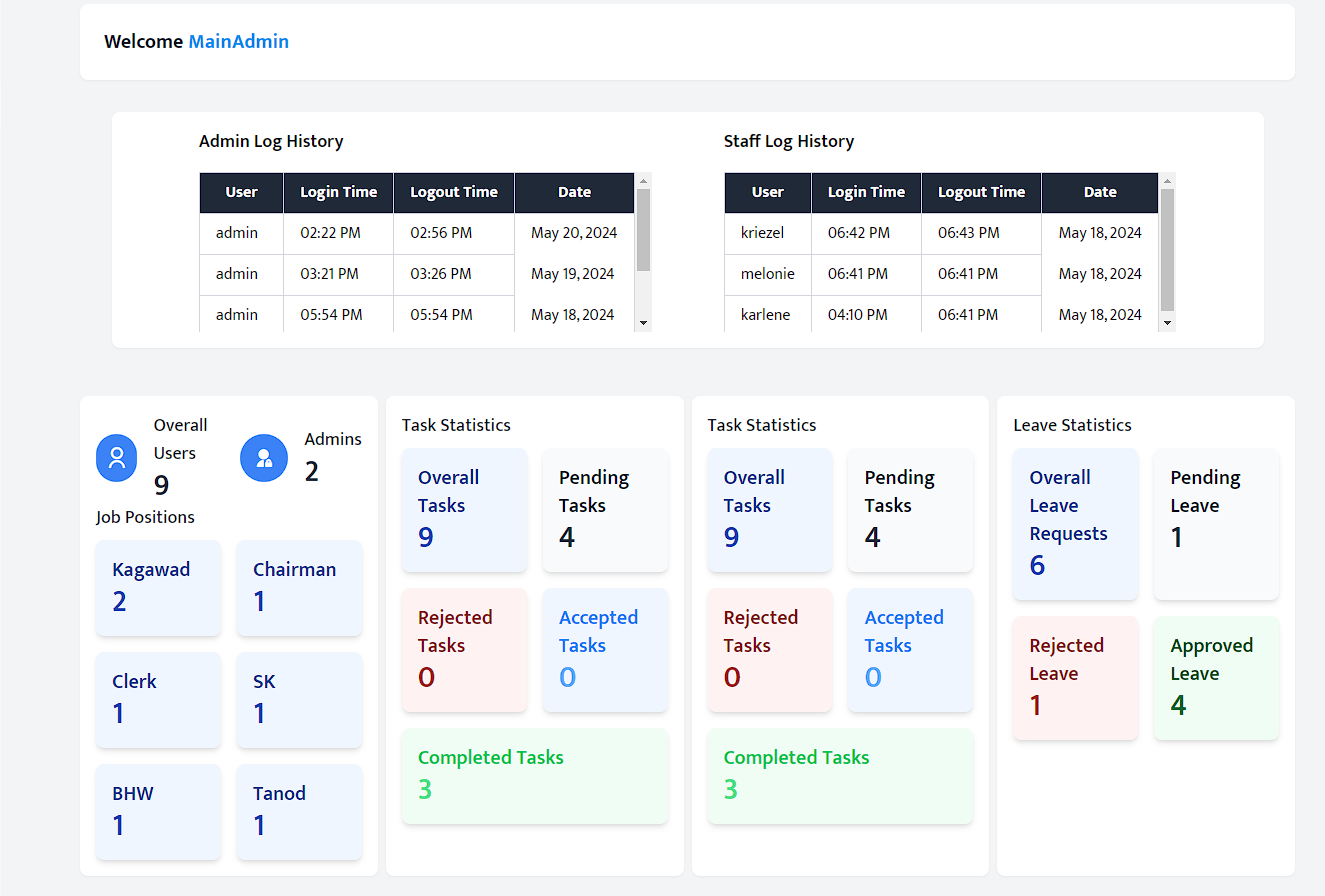 Welcome MainAdmin
Admin Log History
User Login Time Logout Time Date
admin 02:22 PM 02:56 PM May 20, 2024
admin 03:21 PM 03:26 PM May 19, 2024
admin 05:54 PM 05:54 PM May 18, 2024
Staff Log History
User Login Time Logout Time Date
kriezel 06:42 PM 06:43 PM May 18, 2024
melonie 06:41 PM 06:41 PM May 18, 2024
karlene 04:10 PM 06:41 PM May 18, 2024
Overall
Users
9
Admins
2
Job Positions
Kagawad
2
Chairman
1
Clerk
1
SK
1
BHW
1
Tanod
1
Task Statistics
Overall
Tasks
9
Pending
Tasks
4
Rejected
Tasks
0
Accepted
Tasks
0
Completed Tasks
3
Task Statistics
Overall
Tasks
9
Pending
Tasks
4
Rejected
Tasks
0
Accepted
Tasks
0
Completed Tasks
3
Leave Statistics
Overall
Leave
Requests
6
Pending
Leave
1
Rejected
Leave
1
Approved
Leave
4